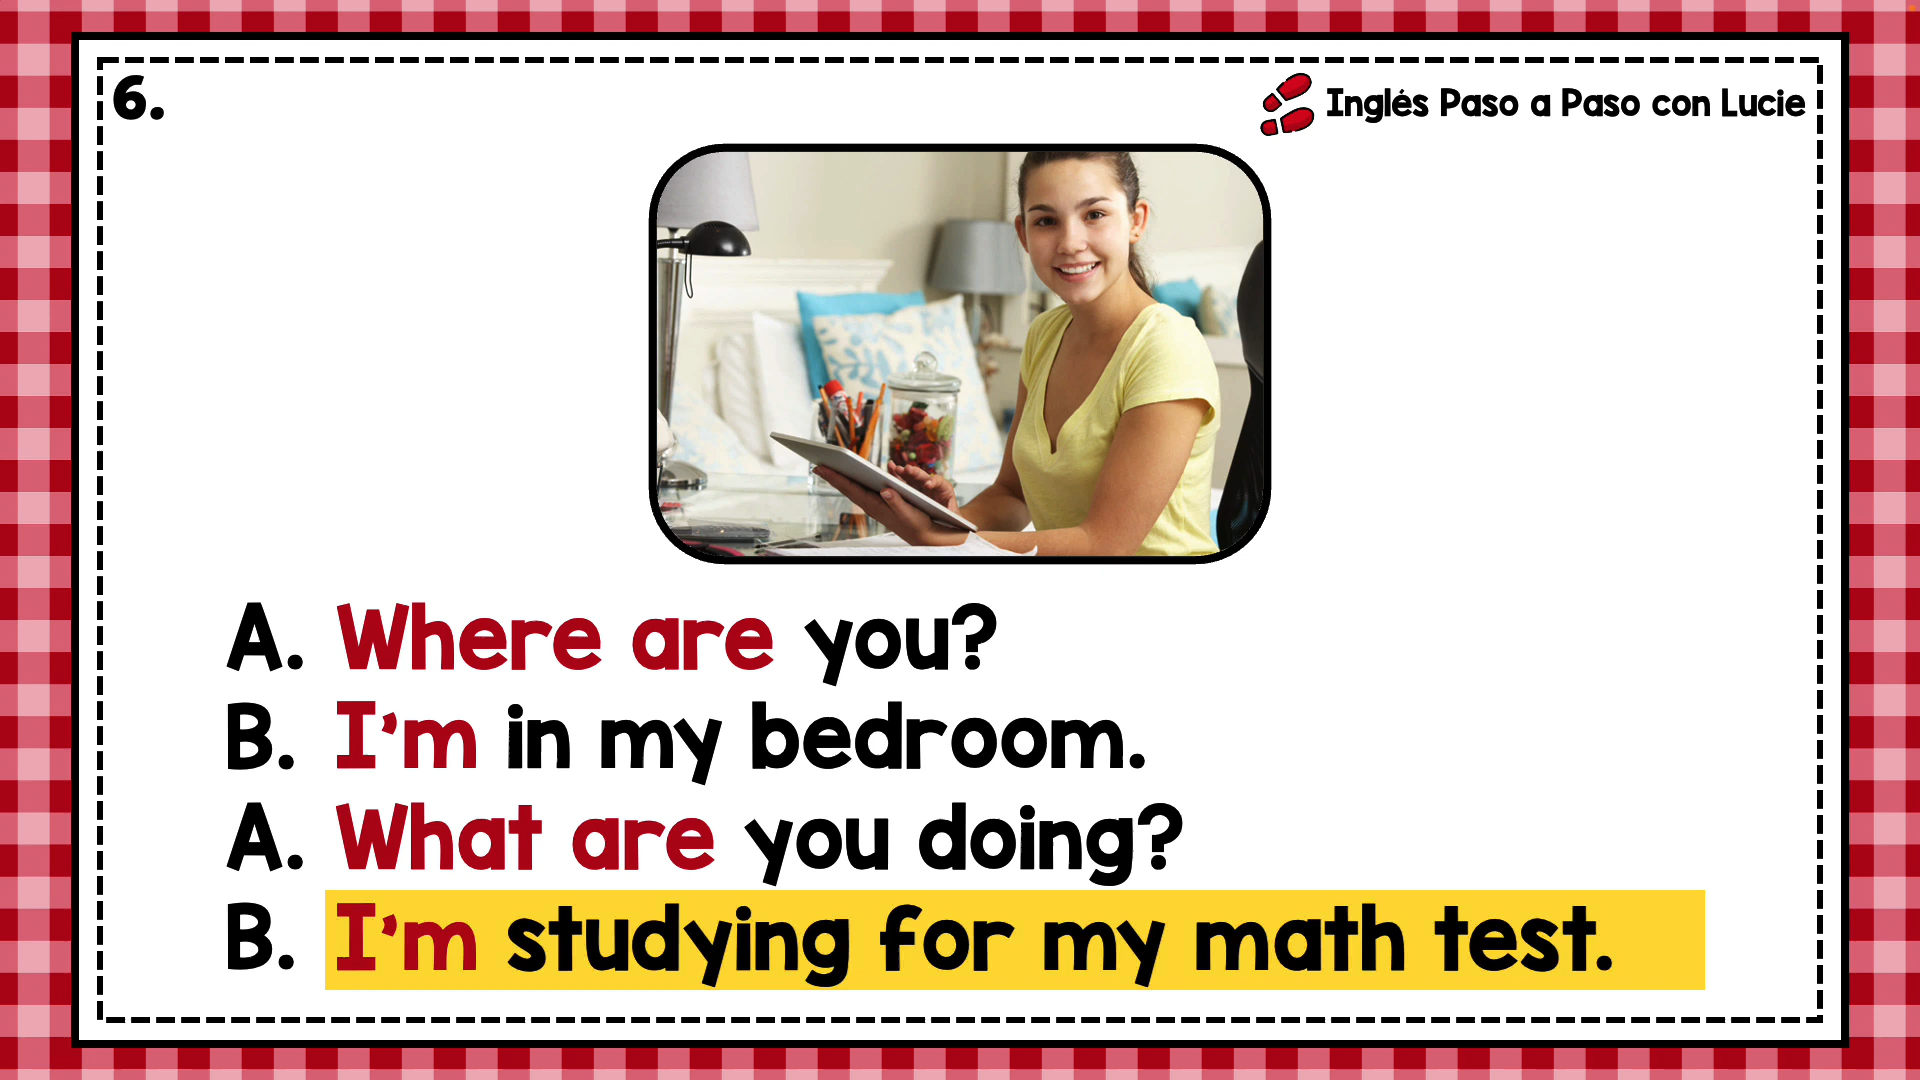 6.
Inglés Paso a Paso con Lucie
A. Where are you?
B. I'm in my bedroom.
A. What are you doing?
B. I'm studying for my math test.